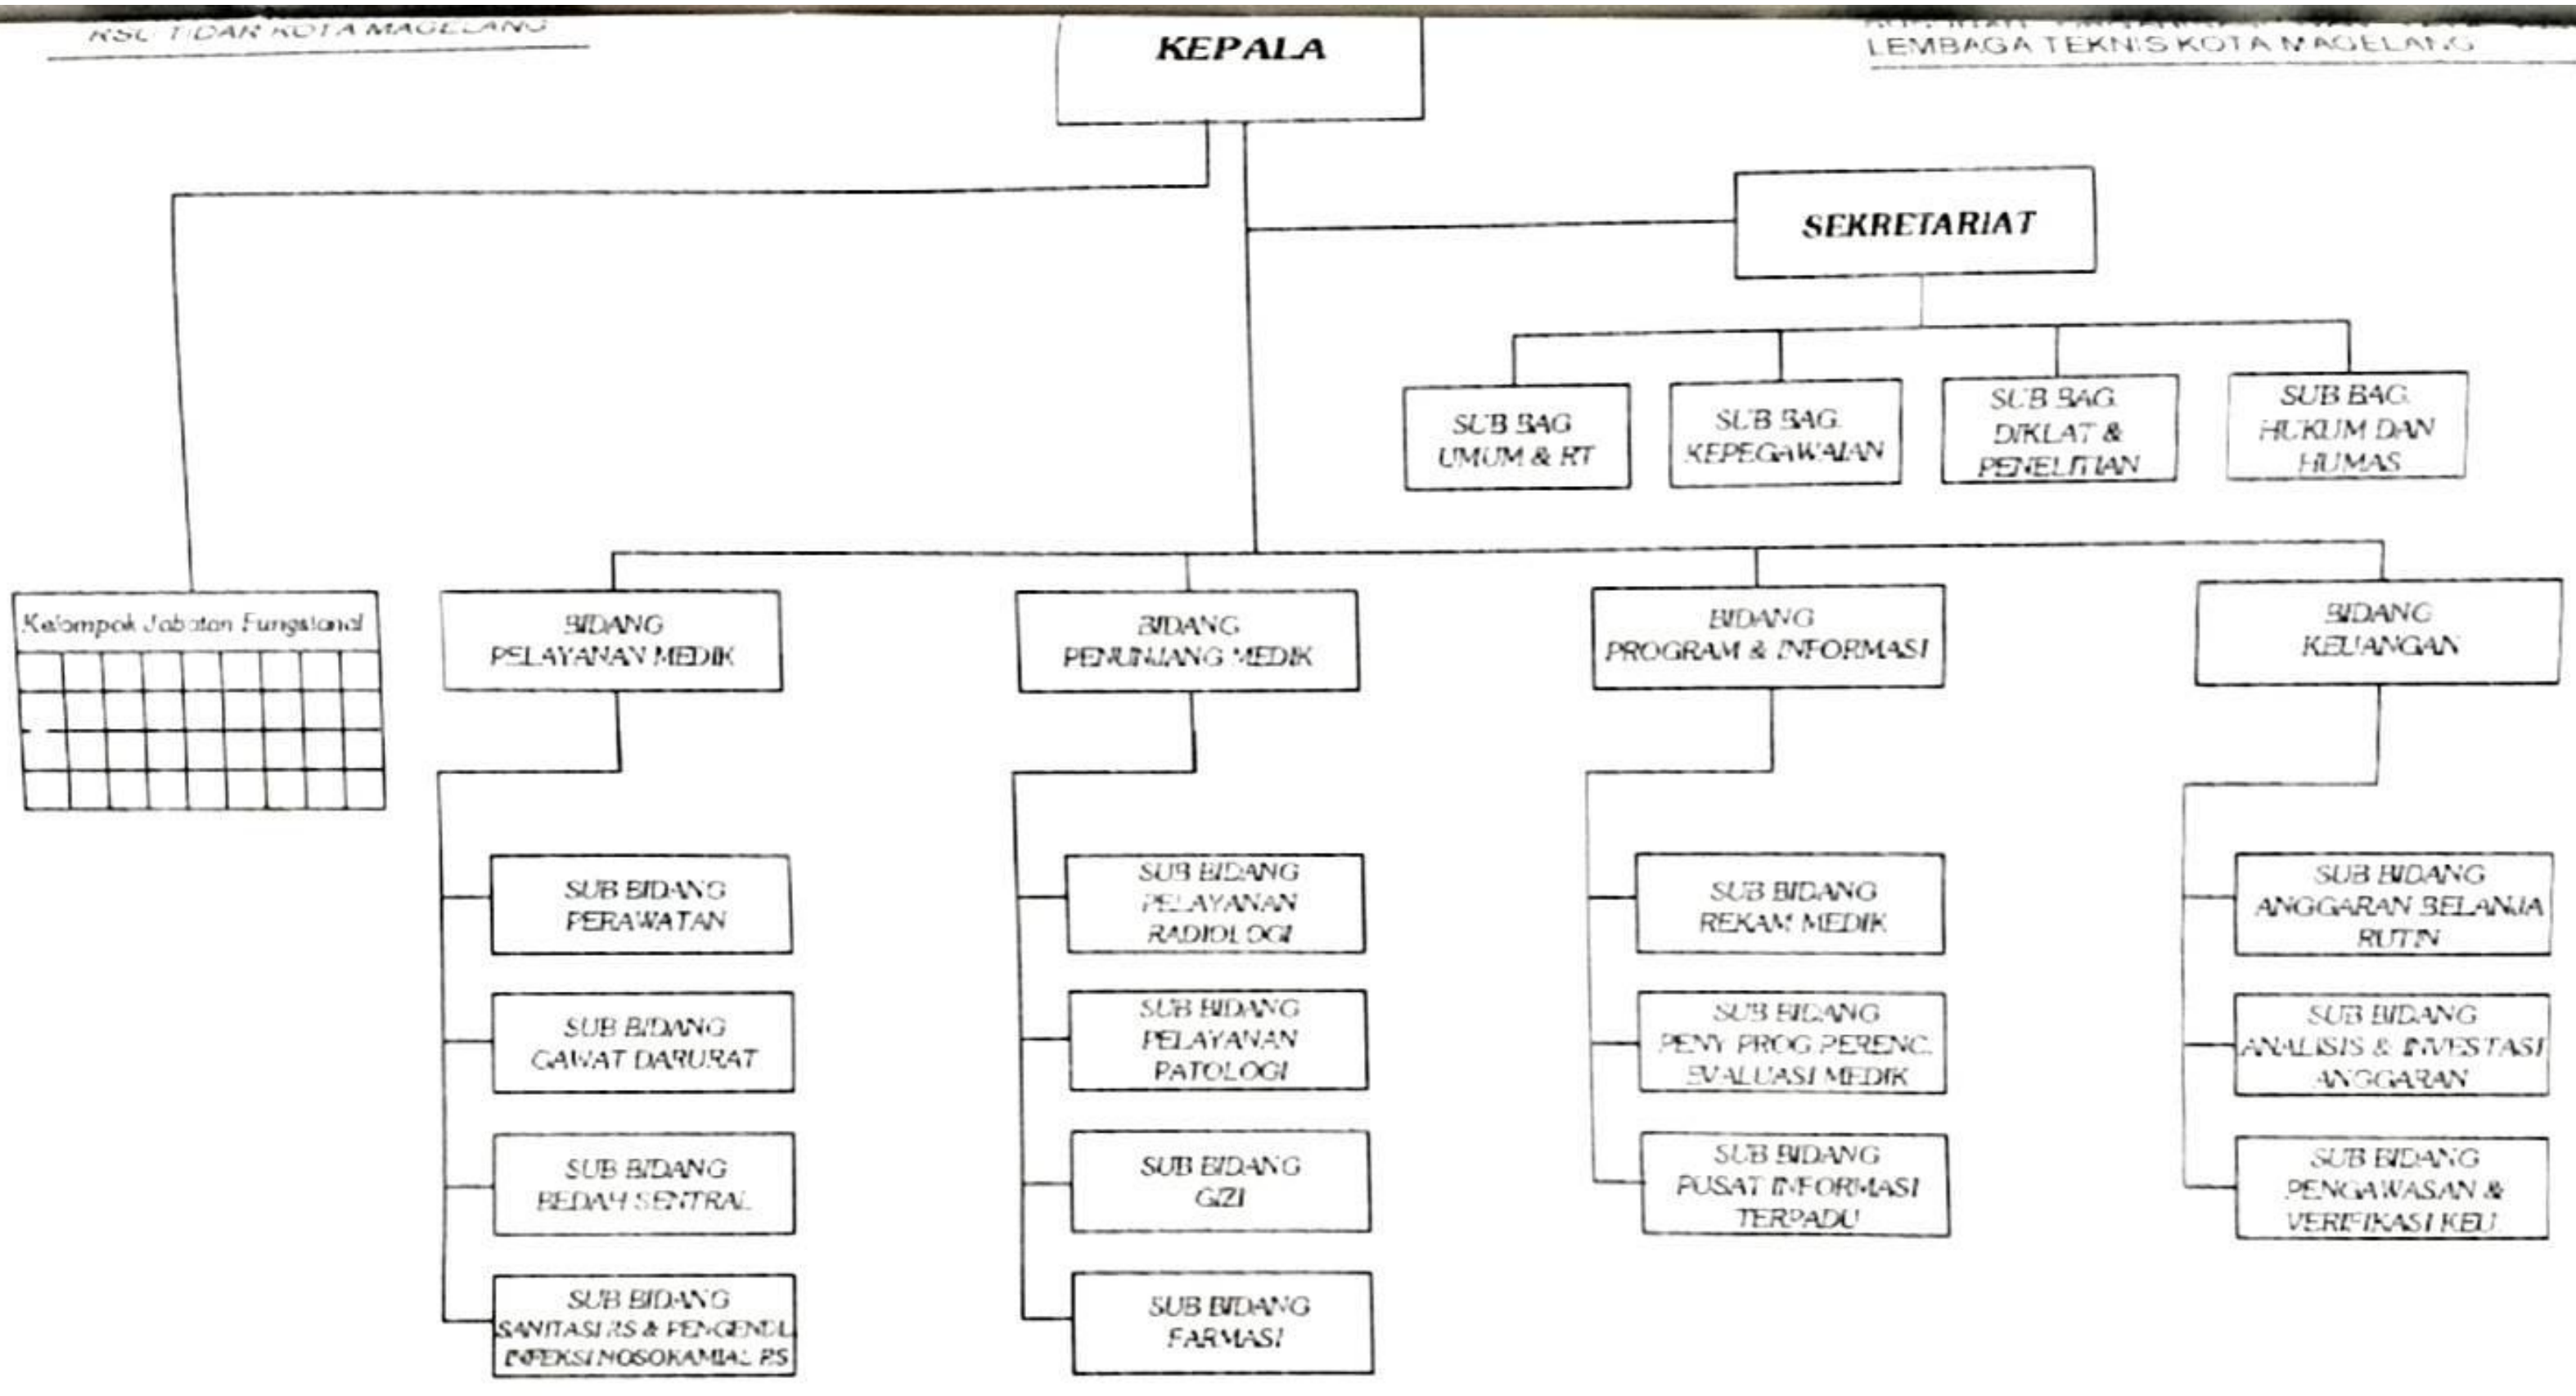 RSU TIDAR KOTA MAGELANG
LEMBAGA TEKNIS KOTA MAGELANG
KEPALA
SEKRETARIAT
SUB BAG
UMUM & RT
SUB BAG.
KEPEGAWAIAN
SUB BAG.
DIKLAT &
PENELITIAN
SUB BAG.
HUKUM DAN
HUMAS
Kelompok Jabatan Fungsional
BIDANG
PELAYANAN MEDIK
BIDANG
PENUNJANG MEDIK
BIDANG
PROGRAM & INFORMASI
BIDANG
KEUANGAN
SUB BIDANG
PERAWATAN
SUB BIDANG
GAWAT DARURAT
SUB BIDANG
BEDAH SENTRAL
SUB BIDANG
SANITASI RS & PENGENDL
INFEKSI NOSOKAMIAL RS
SUB BIDANG
PELAYANAN
RADIOLOGI
SUB BIDANG
PELAYANAN
PATOLOGI
SUB BIDANG
GIZI
SUB BIDANG
FARMASI
SUB BIDANG
REKAM MEDIK
SUB BIDANG
PENY PROG PERENC.
EVALUASI MEDIK
SUB BIDANG
PUSAT INFORMASI
TERPADU
SUB BIDANG
ANGGARAN BELANJA
RUTIN
SUB BIDANG
ANALISIS & INVESTASI
ANGGARAN
SUB BIDANG
PENGAWASAN &
VERIFIKASI KEU.